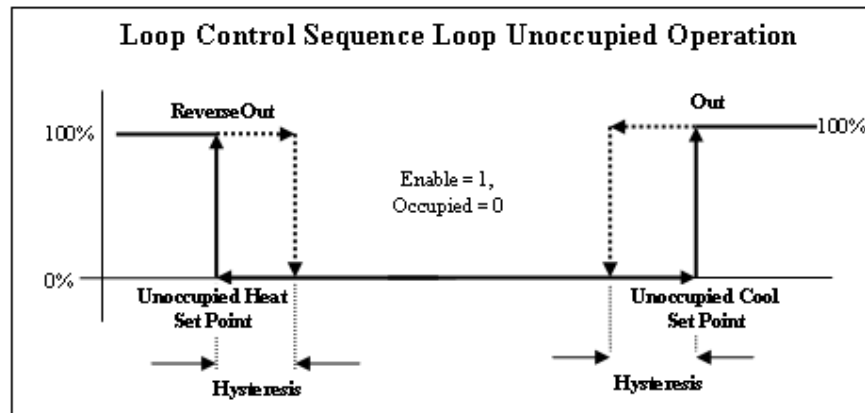 Loop Control Sequence Loop Unoccupied Operation
ReverseOut
Out
100%
100%
Enable = 1,
Occupied = 0
0%
Unoccupied Heat
Set Point
Unoccupied Cool
Set Point
Hysteresis
Hysteresis